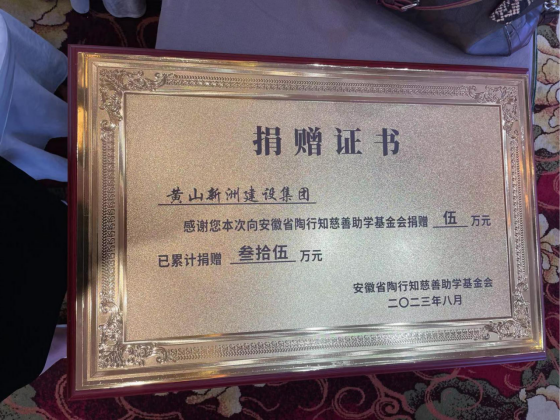 捐赠证书
黄山新洲建设集团
感谢您本次向安徽省陶行知慈善助学基金会捐赠 伍 万元
已累计捐赠 叁拾伍 万元
安徽省陶行知慈善助学基金会
二〇二三年八月